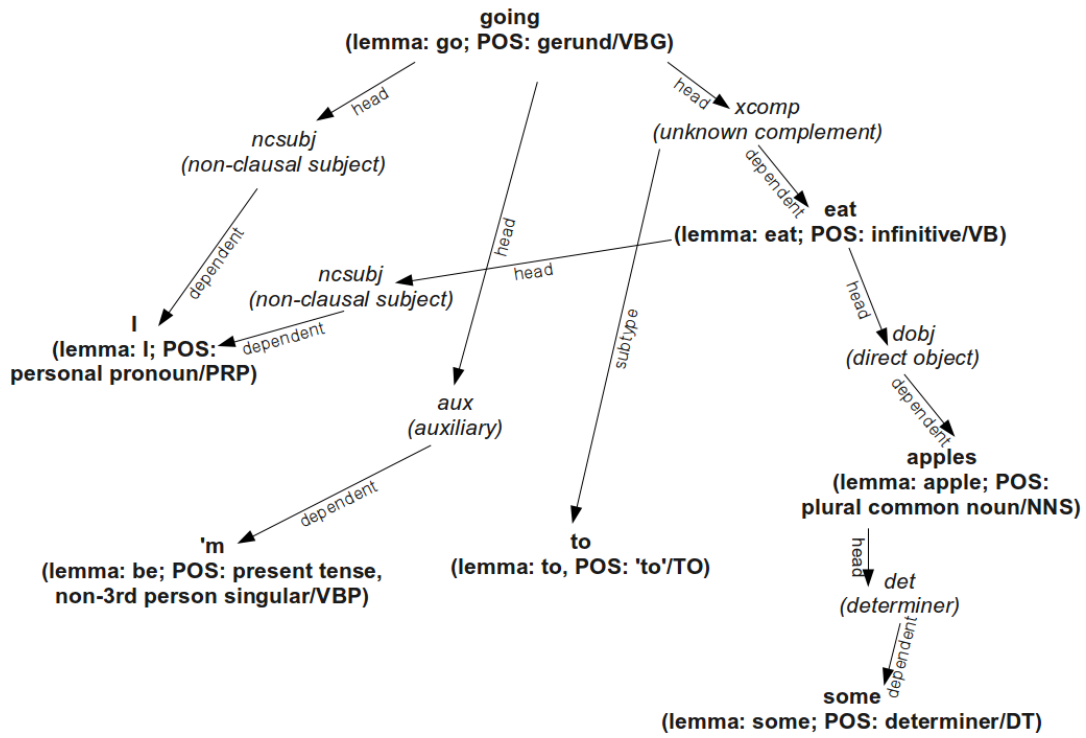 going
(lemma: go; POS: gerund/VBG)
head
head
xcomp
(unknown complement)
ncsubj
(non-clausal subject)
dependent
eat
(lemma: eat; POS: infinitive/VB)
head
dependent
ncsubj
(non-clausal subject)
head
head
I
(lemma: I; POS:
personal pronoun/PRP)
dependent
subtype
dobj
(direct object)
aux
(auxiliary)
dependent
apples
(lemma: apple; POS:
plural common noun/NNS)
dependent
'm
(lemma: be; POS: present tense,
non-3rd person singular/VBP)
to
(lemma: to, POS: 'to'/TO)
head
det
(determiner)
dependent
some
(lemma: some; POS: determiner/DT)